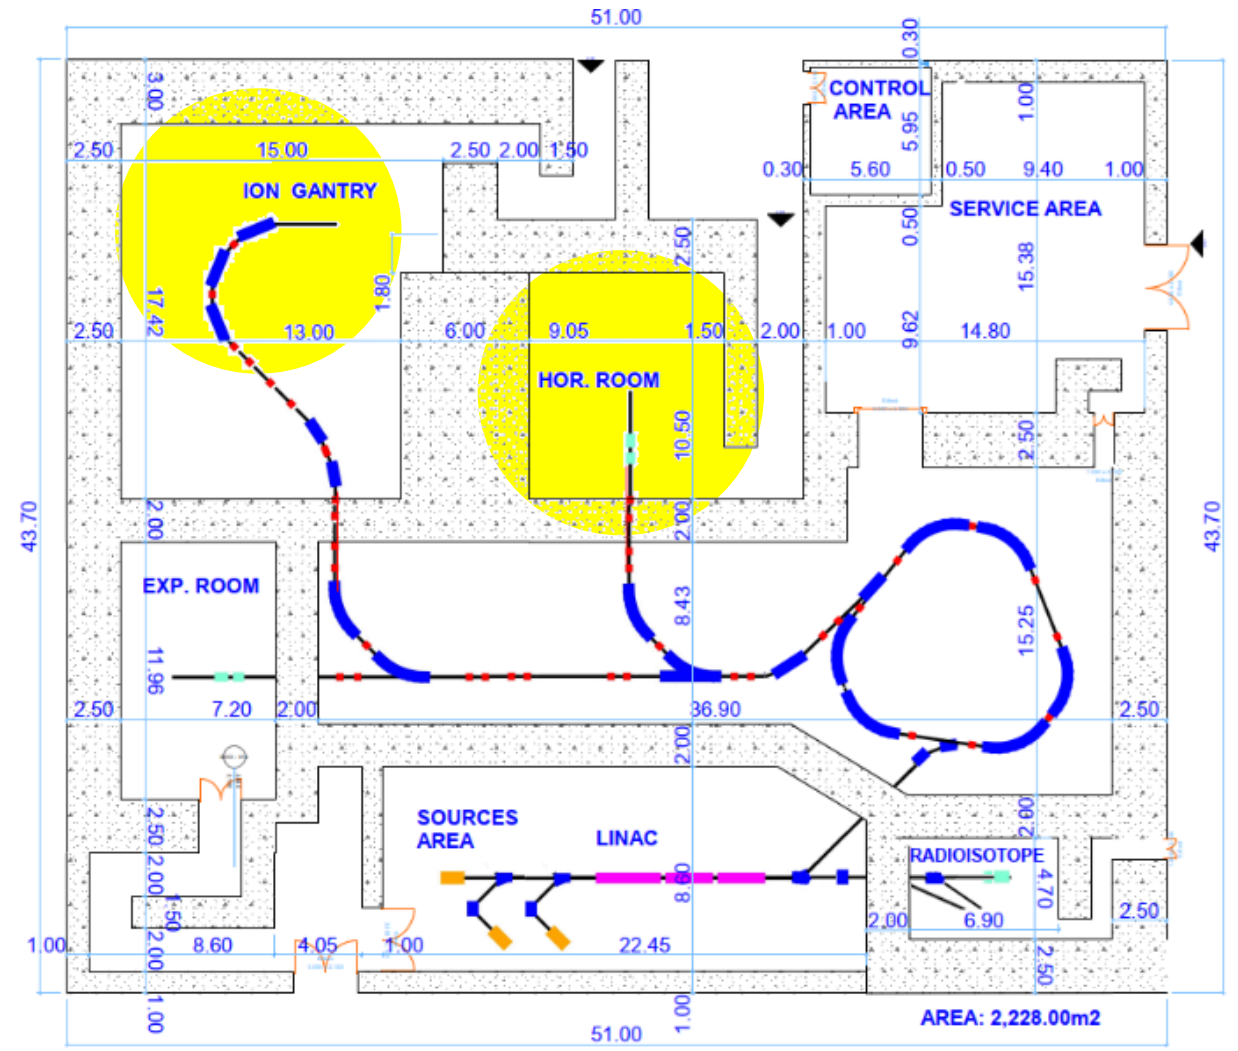 51.00
0.30
CONTROL
AREA
3.00
1.00
5.95
2.50 15.00 2.50 2.00 1.50
0.30 5.60 0.50 9.40 1.00
ION GANTRY
SERVICE AREA
0.50
2.50
15.38
1.80
17.42
9.62
2.50 13.00 6.00 9.05 1.50 2.00 1.00 14.80
HOR. ROOM
10.50
2.50
43.70
2.00
2.00
43.70
EXP. ROOM
8.43
15.25
11.96
2.50 7.20 2.00 36.90 2.50
2.00
SOURCES
AREA
LINAC
2.50
2.00
RADIOISOTOPE
2.00
8.60
4.70
1.50
2.00 6.90 2.50
1.00 8.60 4.05 1.00 22.45
2.00
2.50
1.00
1.00
AREA: 2,228.00m2
51.00